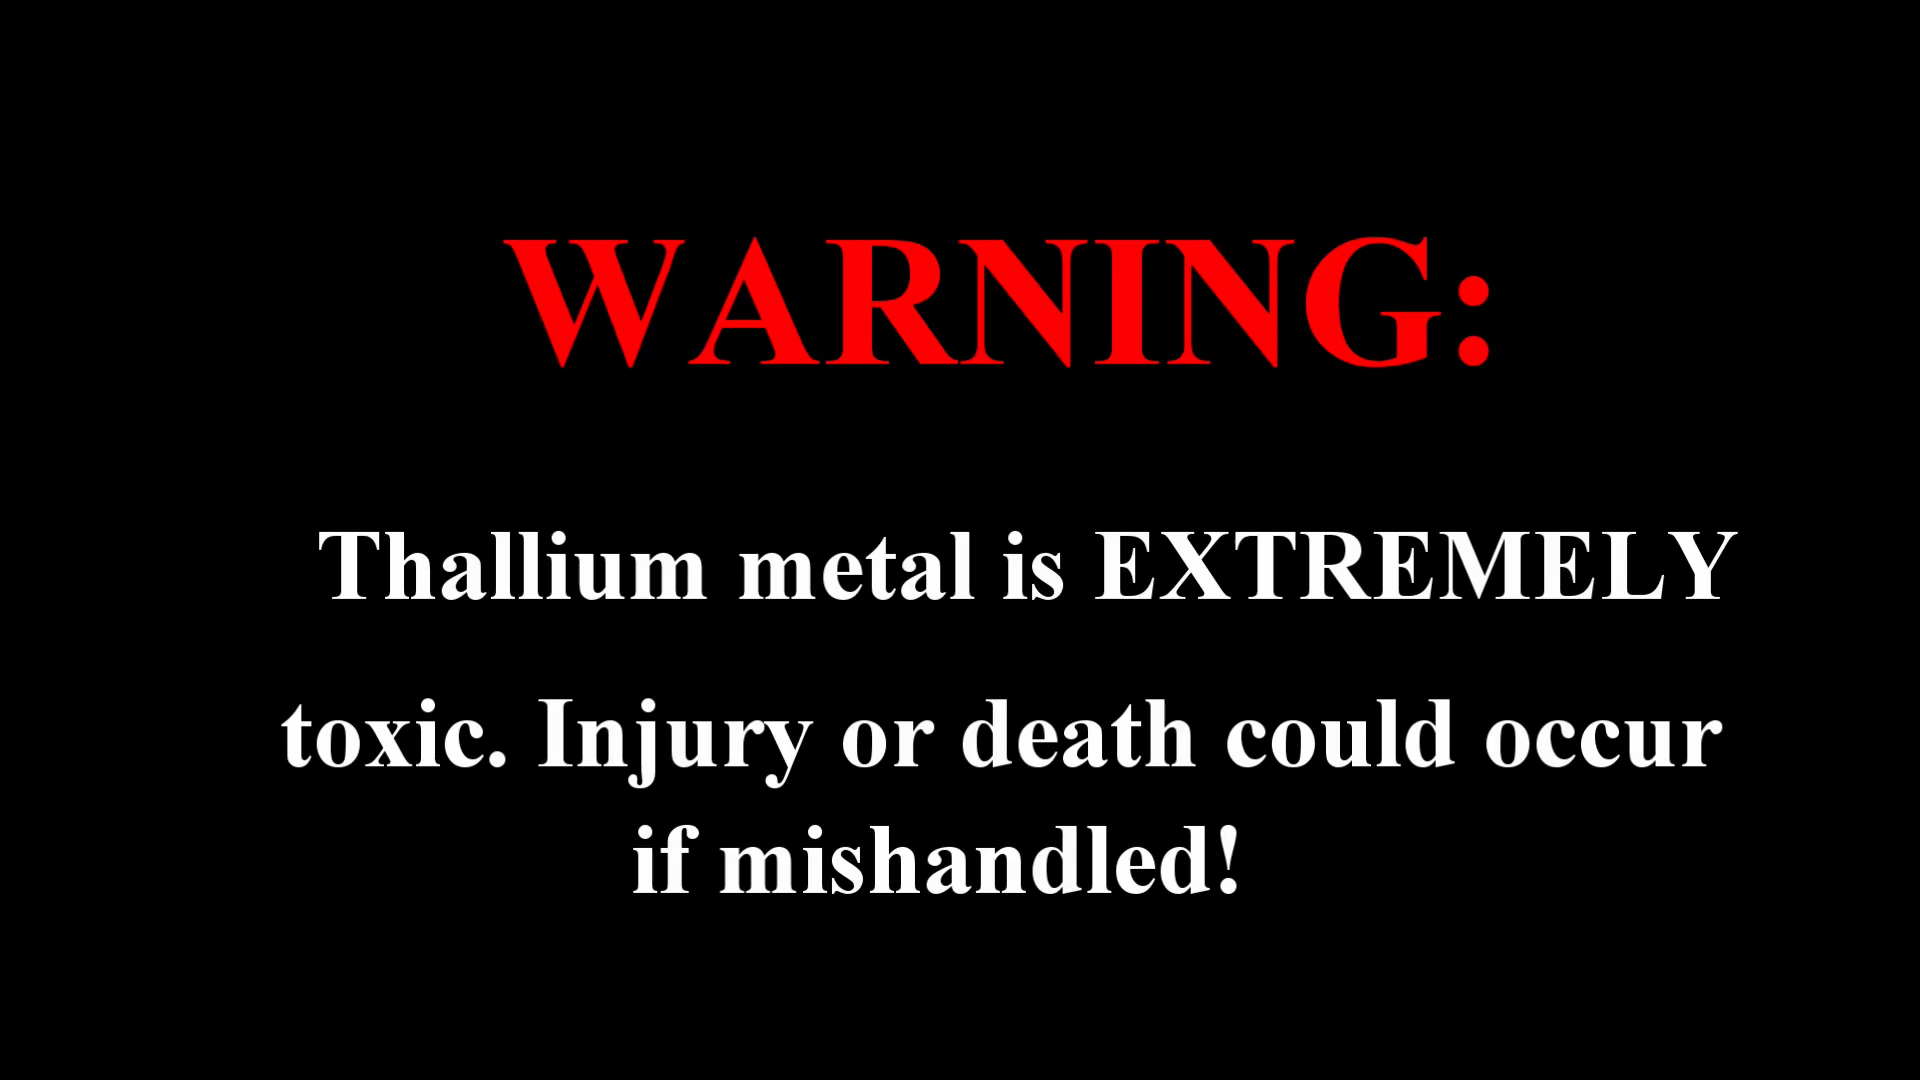 WARNING:
Thallium metal is EXTREMELY
toxic. Injury or death could occur
if mishandled!